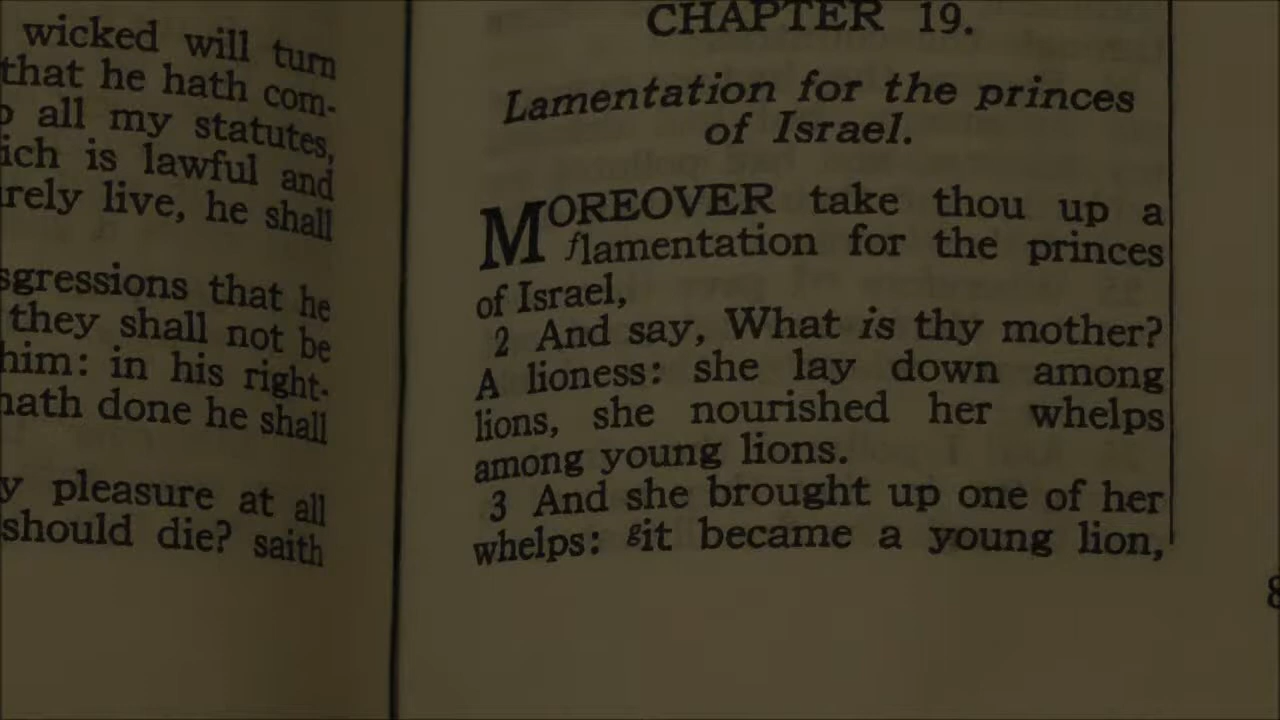 wicked will turn
that he hath com-
all my statutes,
is lawful and
live, he shall
that he
they shall not be
him: in his right-
hath done he shall
pleasure at all
should die? saith
CHAPTER 19.
Lamentation for the princes
of Israel.
MOREOVER take thou up a
flamentation for the princes
of Israel,
2 And say, What is thy mother?
A lioness: she lay down among
lions, she nourished her whelps
among young lions.
3 And she brought up one of her
whelps: git became a young lion,